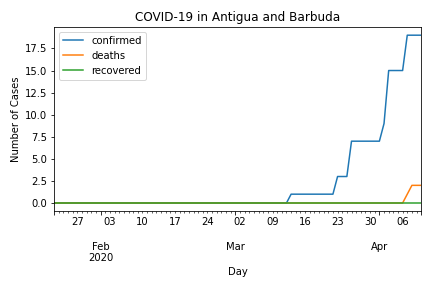 COVID-19 in Antigua and Barbuda
confirmed
deaths
recovered
Number of Cases
17.5
15.0
12.5
10.0
7.5
5.0
2.5
0.0
27 03 10 17 24 02 09 16 23 30 06
Feb Mar Apr
2020
Day